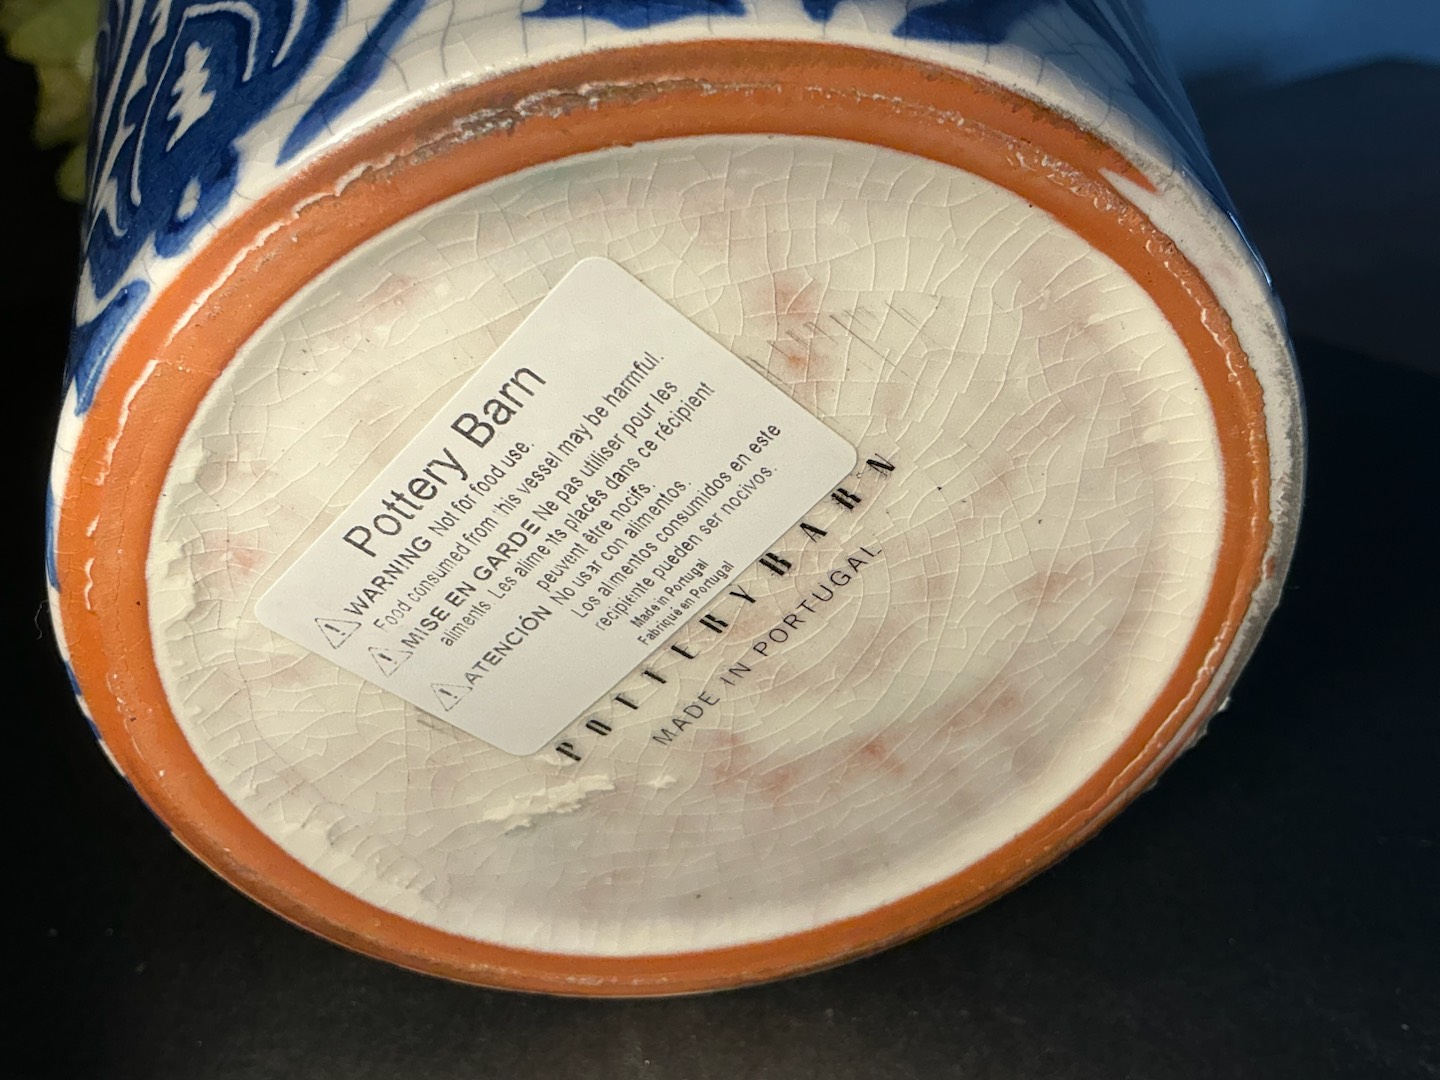 Pottery Barn
WARNING Not for food use.
Food consumed from this vessel may be harmful.
MISE EN GARDE Ne pas utiliser pour les
aliments. Les aliments placés dans ce récipient
peuvent être nocifs.
ATENCIÓN No usar con alimentos.
Los alimentos consumidos en este
recipiente pueden ser nocivos.
Made in Portugal
Fabriqué en Portugal
POTTERY BARN
MADE IN PORTUGAL